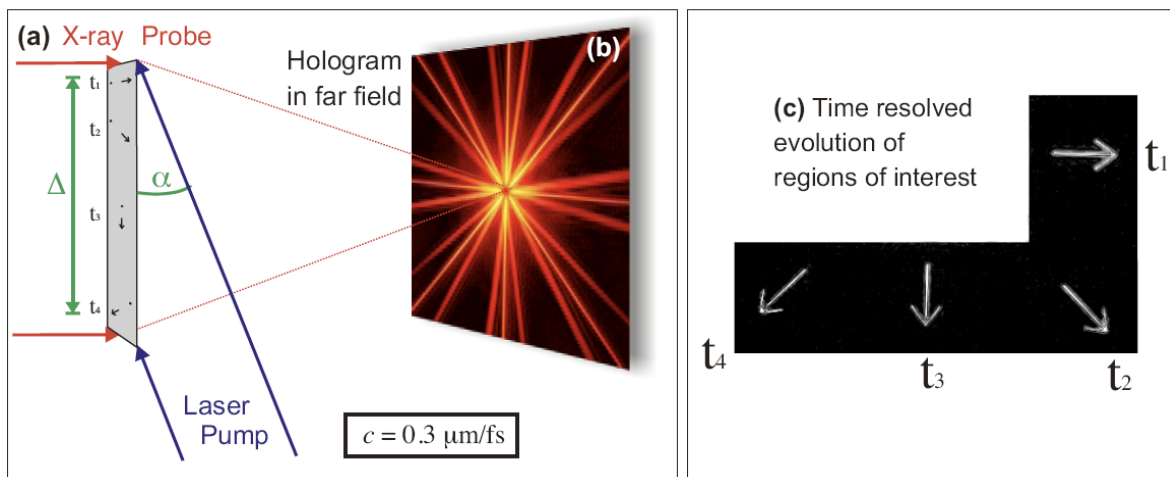 (a) X-ray Probe
(b)
Hologram
in far field
t1
t2
Δ
α
t3
t4
Laser
Pump
c = 0.3 μm/fs
(c) Time resolved
evolution of
regions of interest
t1
t4
t3
t2